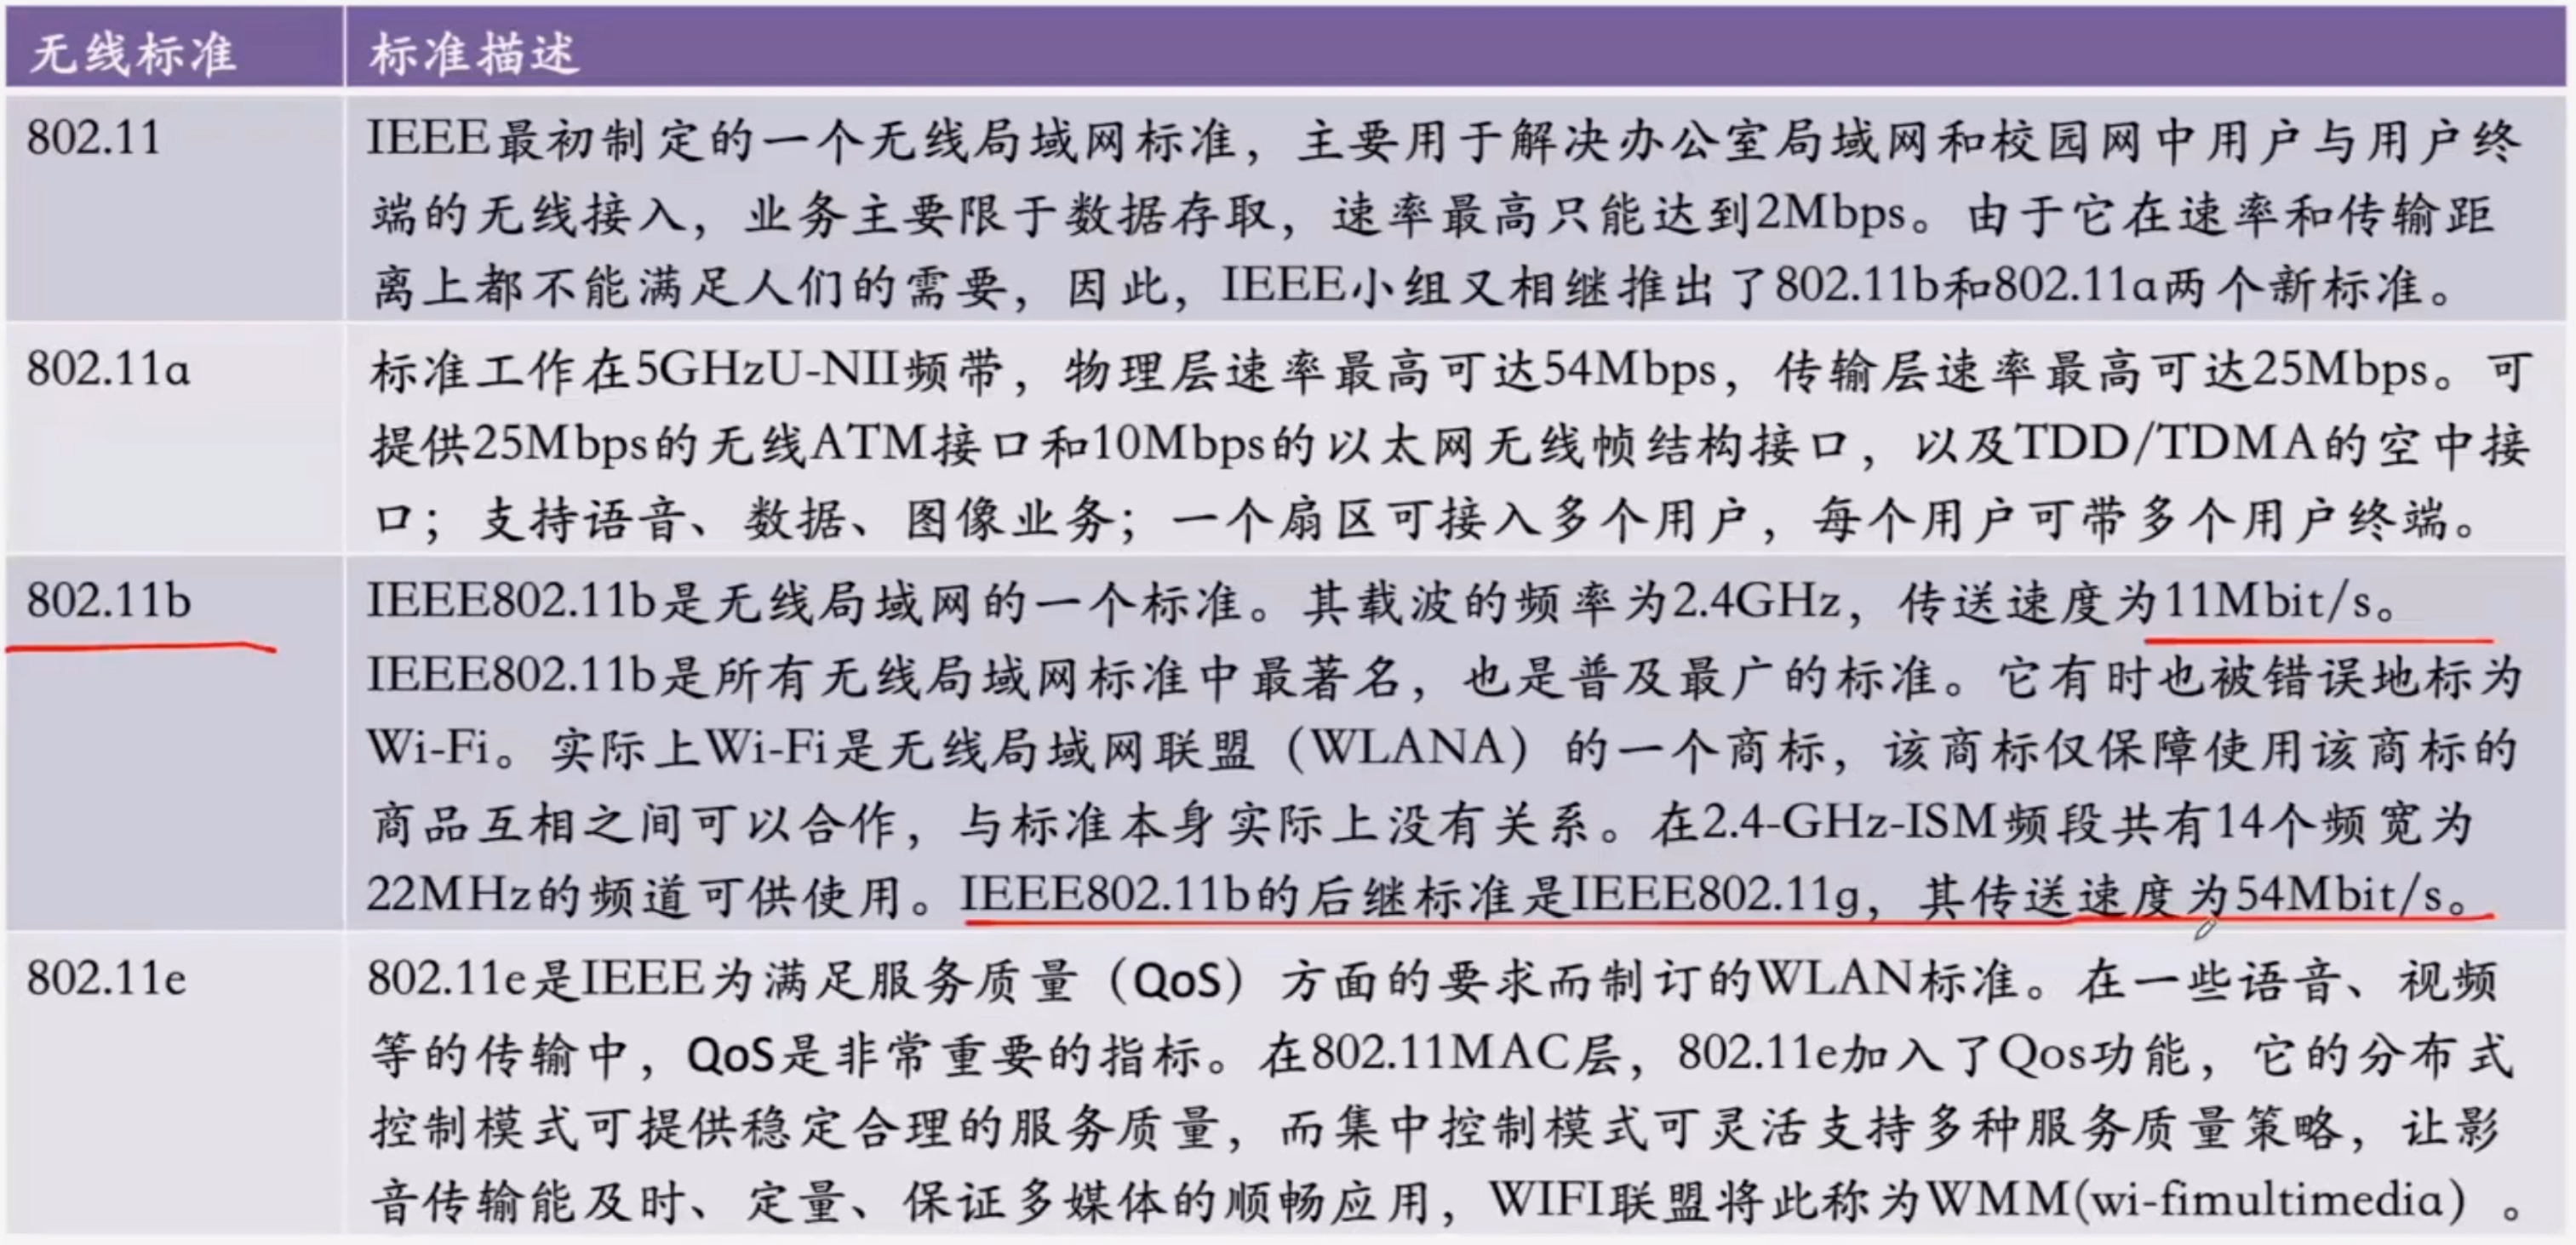 无线标准 标准描述
802.11 IEEE最初制定的一个无线局域网标准，主要用于解决办公室局域网和校园网中用户与用户终
端的无线接入，业务主要限于数据存取，速率最高只能达到2Mbps。由于它在速率和传输距
离上都不能满足人们的需要，因此，IEEE小组又相继推出了802.11b和802.11a两个新标准。
802.11a 标准工作在5GHzU-NII频带，物理层速率最高可达54Mbps，传输层速率最高可达25Mbps。可
提供25Mbps的无线ATM接口和10Mbps的以太网无线帧结构接口，以及TDD/TDMA的空中接
口；支持语音、数据、图像业务；一个扇区可接入多个用户，每个用户可带多个用户终端。
802.11b IEEE802.11b是无线局域网的一个标准。其载波的频率为2.4GHz，传送速度为11Mbit/s。
IEEE802.11b是所有无线局域网标准中最著名，也是普及最广的标准。它有时也被错误地标为
Wi-Fi。实际上Wi-Fi是无线局域网联盟（WLANA）的一个商标，该商标仅保障使用该商标的
商品互相之间可以合作，与标准本身实际上没有关系。在2.4-GHz-ISM频段共有14个频宽为
22MHz的频道可供使用。IEEE802.11b的后继标准是IEEE802.11g，其传送速度为54Mbit/s。
802.11e 802.11e是IEEE为满足服务质量（QoS）方面的要求而制订的WLAN标准。在一些语音、视频
等的传输中，QoS是非常重要的指标。在802.11MAC层，802.11e加入了Qos功能，它的分布式
控制模式可提供稳定合理的服务质量，而集中控制模式可灵活支持多种服务质量策略，让影
音传输能及时、定量、保证多媒体的顺畅应用，WIFI联盟将此称为WMM(wi-fimultimedia）。